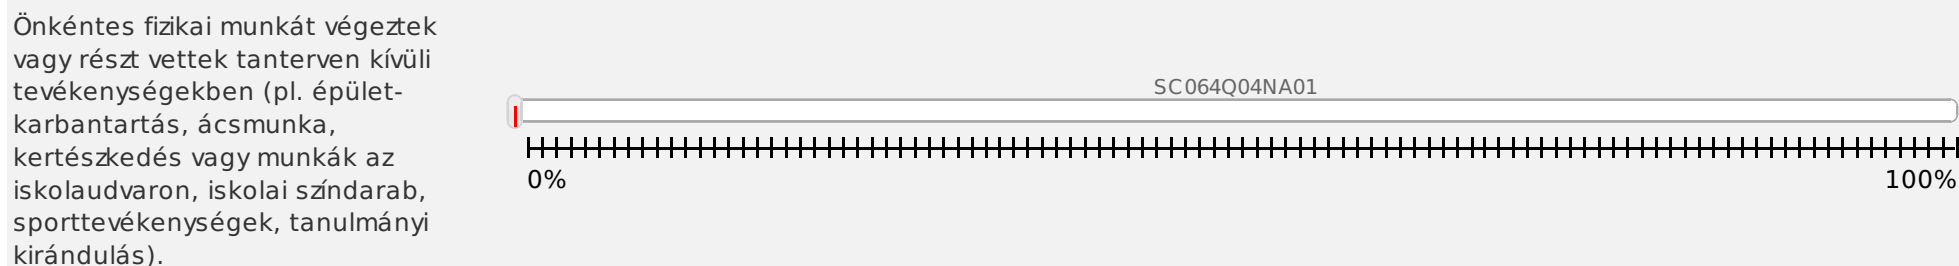 Önkéntes fizikai munkát végeztek
vagy részt vettek tanterven kívüli
tevékenységekben (pl. épület-
karbantartás, ácsmunka,
kertészkedés vagy munkák az
iskolaudvaron, iskolai színdarab,
sporttevékenységek, tanulmányi
kirándulás).
SC064Q04NA01
0%
100%